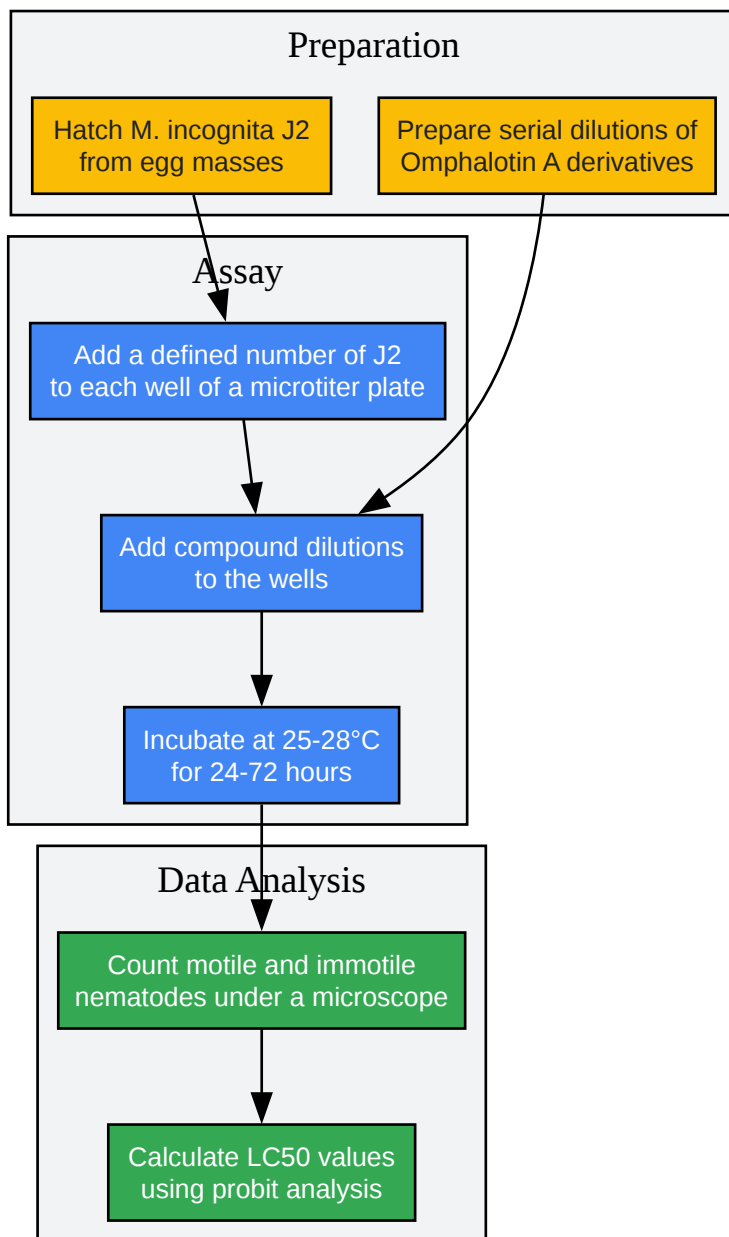 Preparation
Hatch M. incognita J2
from egg masses
Prepare serial dilutions of
Omphalotin A derivatives
Assay
Add a defined number of J2
to each well of a microtiter plate
Add compound dilutions
to the wells
Incubate at 25-28°C
for 24-72 hours
Data Analysis
Count motile and immotile
nematodes under a microscope
Calculate LC50 values
using probit analysis